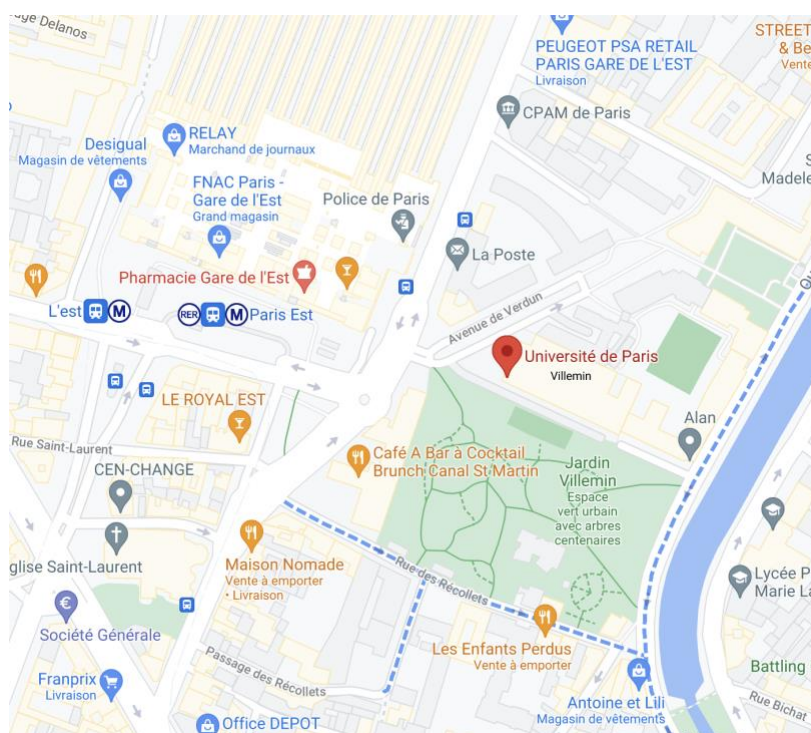 Delanos
PEUGEOT PSA RETAIL
PARIS GARE DE L'EST
Livraison
STREET
& Be
Vente
CPAM de Paris
RELAY
Marchand de journaux
Desigual
Magasin de vêtements
FNAC Paris -
Gare de l'Est
Grand magasin
Madele
Police de Paris
La Poste
Pharmacie Gare de l'Est
L'est
M
RER
M
Paris Est
Avenue de Verdun
Université de Paris
Villemin
LE ROYAL EST
Alan
Rue Saint-Laurent
Café A Bar à Cocktail
Brunch Canal St-Martin
CEN-CHANGE
Jardin
Villemin
Espace
vert urbain
avec arbres
centenaires
glise Saint-Laurent
Maison Nomade
Vente à emporter
• Livraison
Rue des Récollets
Lycée P
Marie La
Société Générale
Les Enfants Perdus
Vente à emporter
Passage des Récollets
Battling
Franprix
Livraison
Antoine et Lili
Magasin de vêtements
Rue Bichat
Office DEPOT